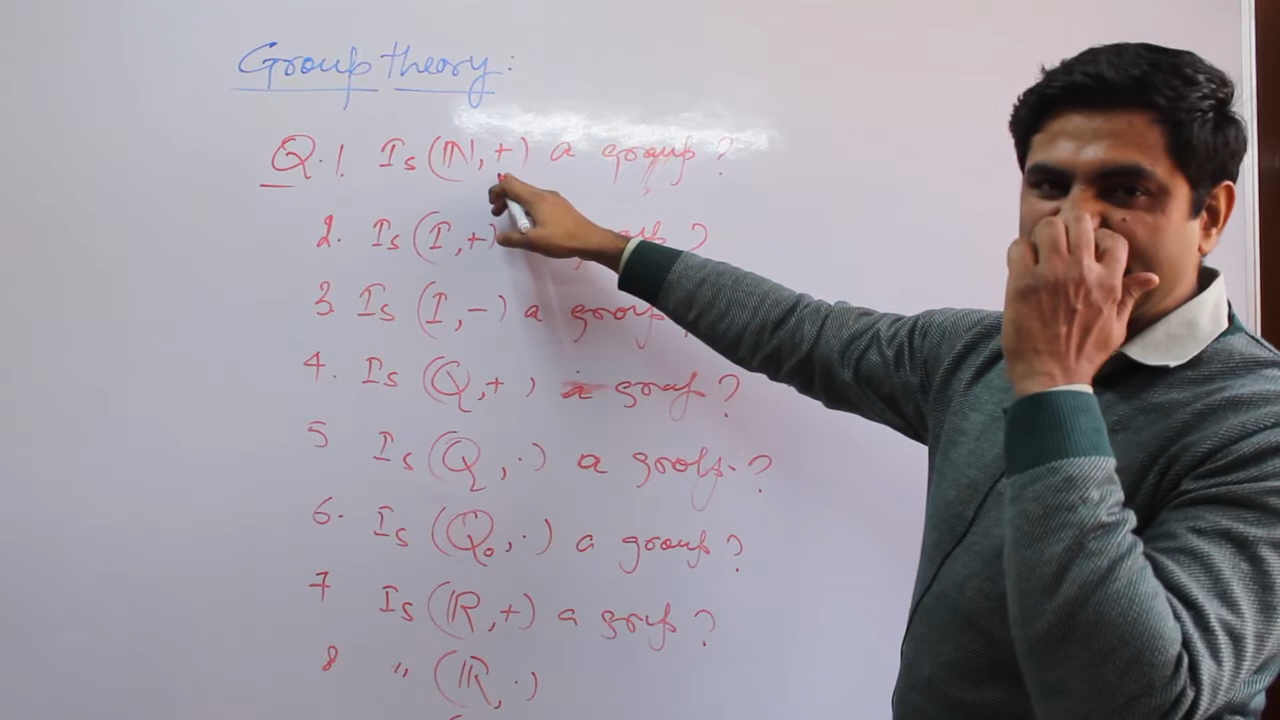 Group theory:
Q.1. Is (ℕ, +) a group ?
2. Is (I, +) ?
3. Is (I, -) a group
4. Is (Q, +) a group ?
5 Is (Q, ·) a group. ?
6. Is (Q₀, ·) a group ?
7 Is (ℝ, +) a group ?
8 " (ℝ, ·)